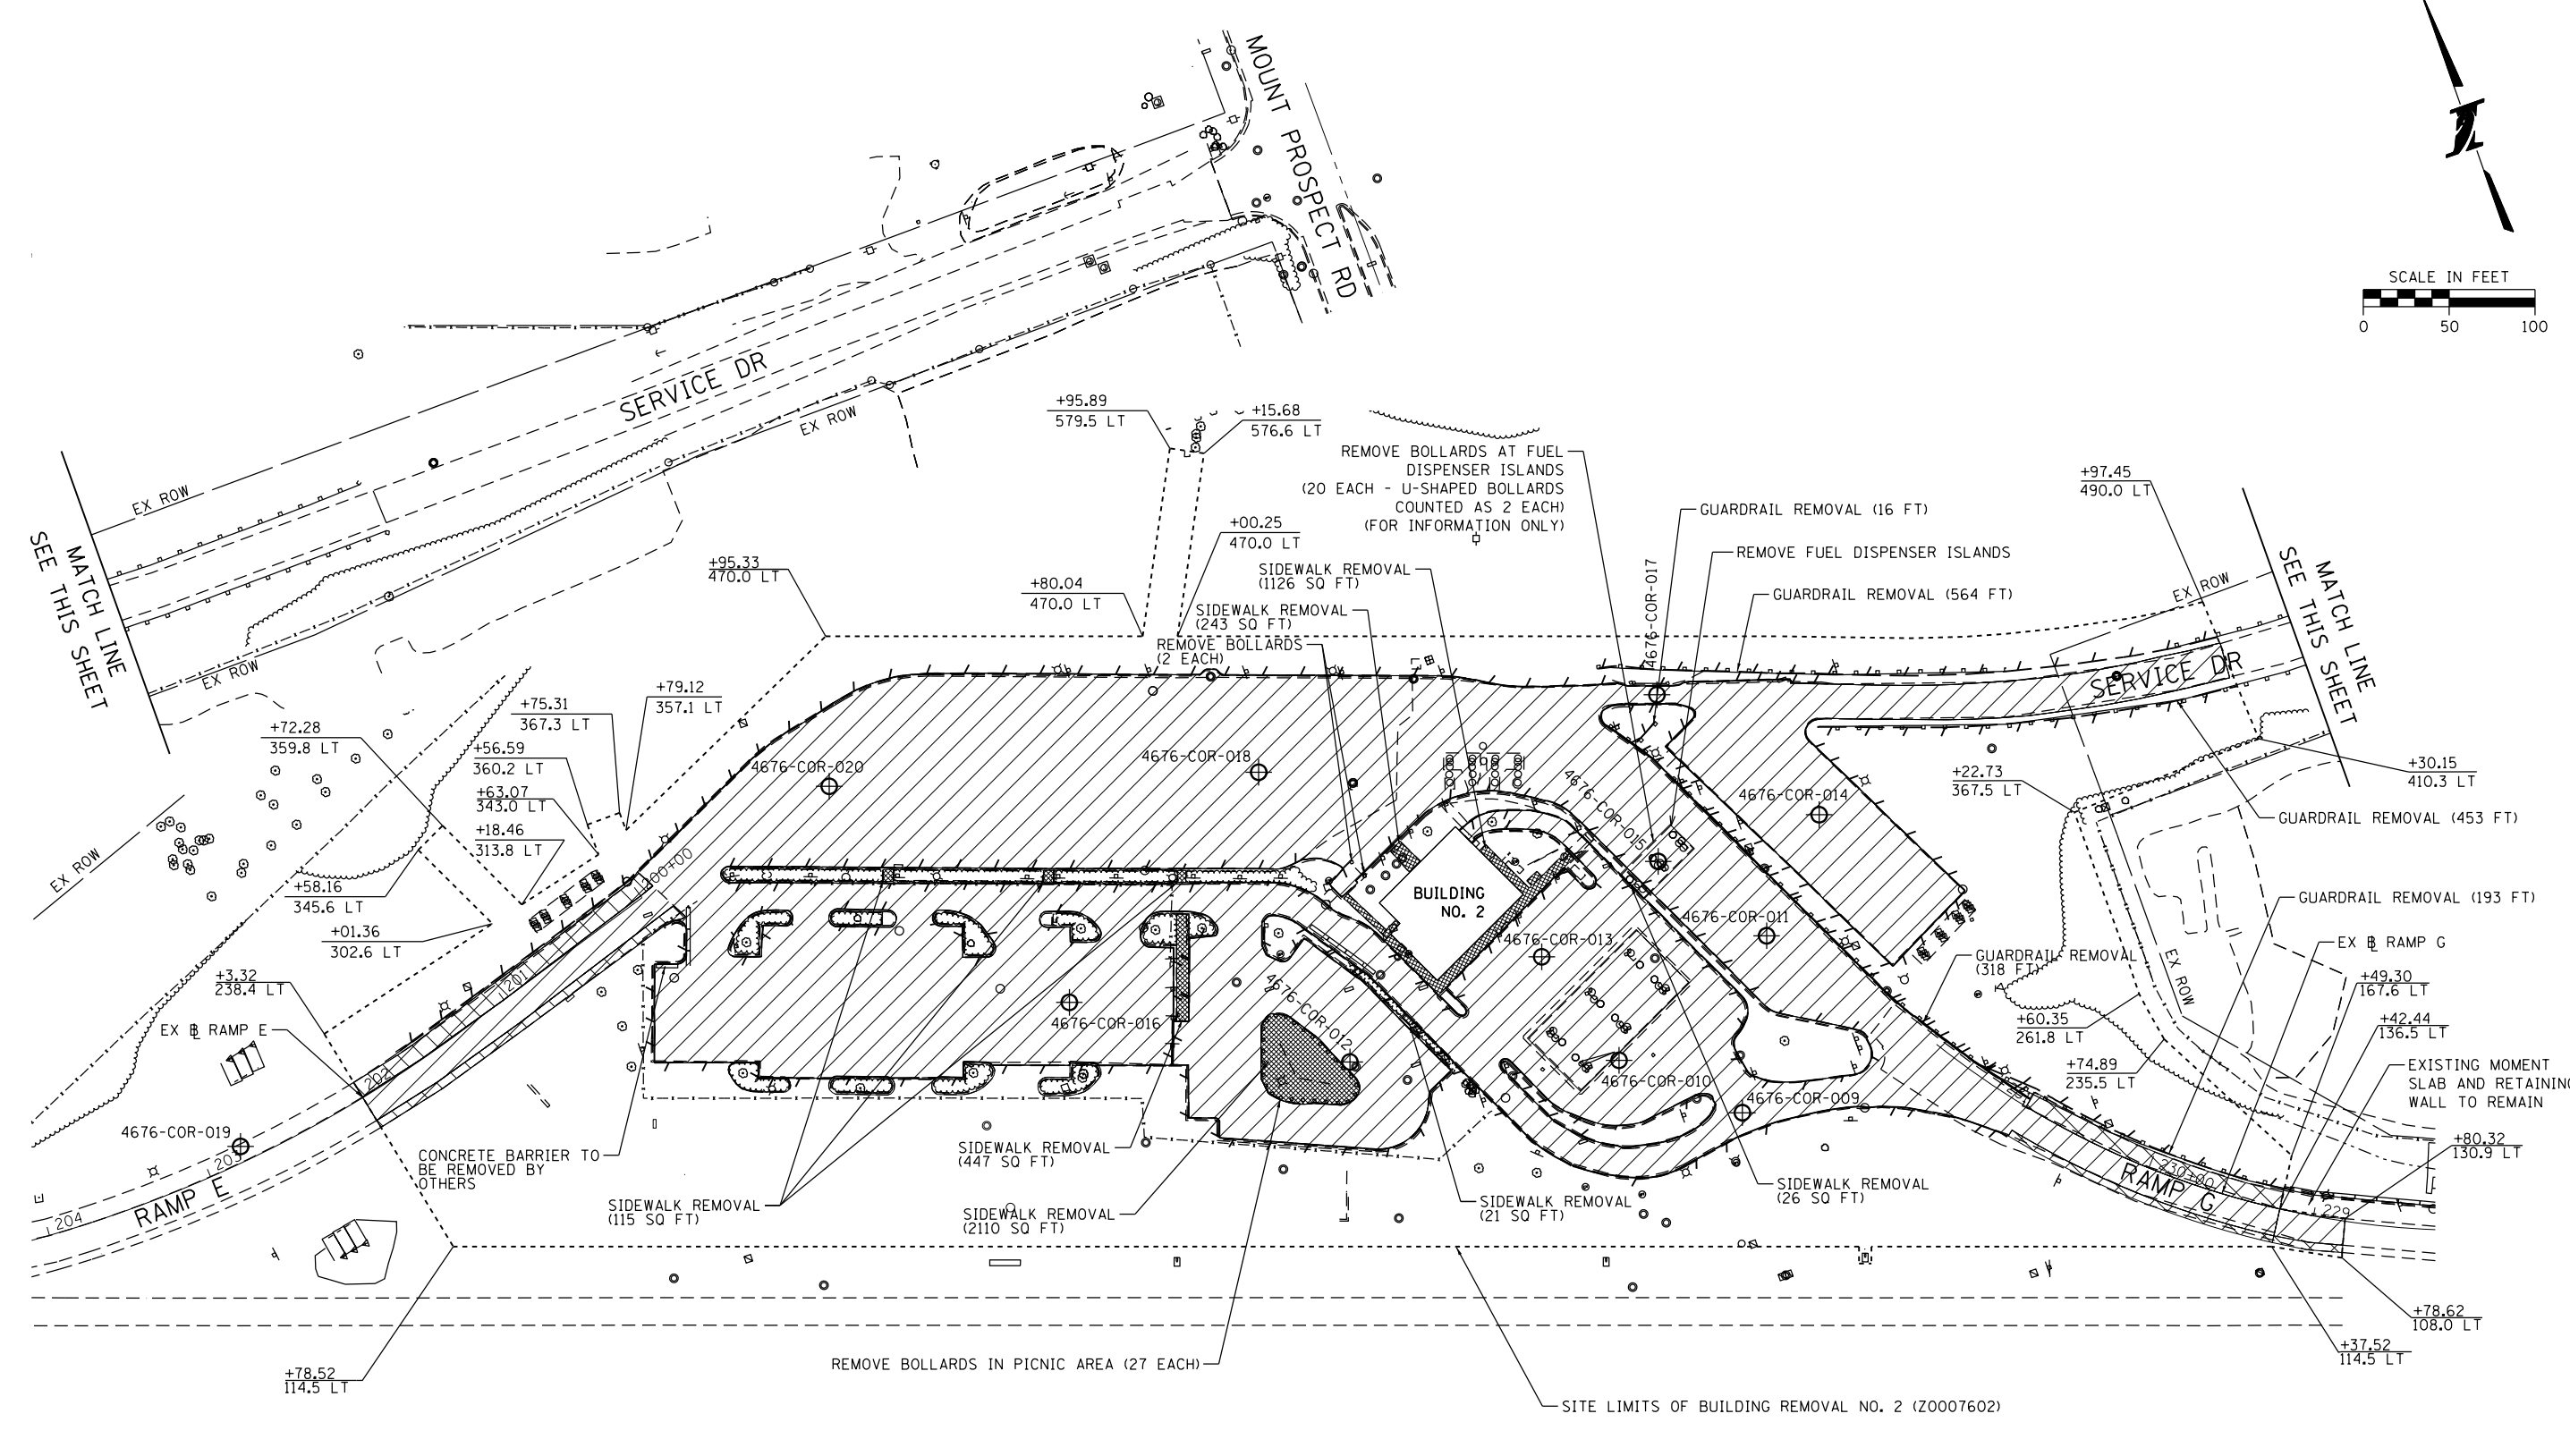 MOUNT PROSPECT RD
SCALE IN FEET
0 50 100
SERVICE DR
EX ROW
EX ROW
EX ROW
EX ROW
MATCH LINE
SEE THIS SHEET
+95.89
579.5 LT
+15.68
576.6 LT
REMOVE BOLLARDS AT FUEL
DISPENSER ISLANDS
(20 EACH - U-SHAPED BOLLARDS
COUNTED AS 2 EACH)
(FOR INFORMATION ONLY)
+97.45
490.0 LT
GUARDRAIL REMOVAL (16 FT)
+00.25
470.0 LT
REMOVE FUEL DISPENSER ISLANDS
+95.33
470.0 LT
+80.04
470.0 LT
SIDEWALK REMOVAL
(1126 SQ FT)
4676-COR-017
GUARDRAIL REMOVAL (564 FT)
EX ROW
MATCH LINE
SEE THIS SHEET
SIDEWALK REMOVAL
(243 SQ FT)
REMOVE BOLLARDS
(2 EACH)
SERVICE DR
+79.12
357.1 LT
+75.31
367.3 LT
+72.28
359.8 LT
+56.59
360.2 LT
+63.07
343.0 LT
+18.46
313.8 LT
+58.16
345.6 LT
+01.36
302.6 LT
+3.32
238.4 LT
EX BL RAMP E
4676-COR-020
4676-COR-018
4676-COR-015
4676-COR-014
+22.73
367.5 LT
+30.15
410.3 LT
GUARDRAIL REMOVAL (453 FT)
200+00
BUILDING
NO. 2
4676-COR-011
4676-COR-013
GUARDRAIL REMOVAL (193 FT)
EX BL RAMP G
GUARDRAIL REMOVAL
(318 FT)
EX ROW
201
4676-COR-016
4676-COR-012
+49.30
167.6 LT
+60.35
261.8 LT
+42.44
136.5 LT
EXISTING MOMENT
SLAB AND RETAINING
WALL TO REMAIN
202
4676-COR-010
+74.89
235.5 LT
4676-COR-009
4676-COR-019
203
+80.32
130.9 LT
CONCRETE BARRIER TO
BE REMOVED BY
OTHERS
SIDEWALK REMOVAL
(447 SQ FT)
SIDEWALK REMOVAL
(26 SQ FT)
230+00
RAMP G
229
RAMP E
204
SIDEWALK REMOVAL
(115 SQ FT)
SIDEWALK REMOVAL
(2110 SQ FT)
SIDEWALK REMOVAL
(21 SQ FT)
+78.62
108.0 LT
+37.52
114.5 LT
REMOVE BOLLARDS IN PICNIC AREA (27 EACH)
+78.52
114.5 LT
SITE LIMITS OF BUILDING REMOVAL NO. 2 (Z0007602)